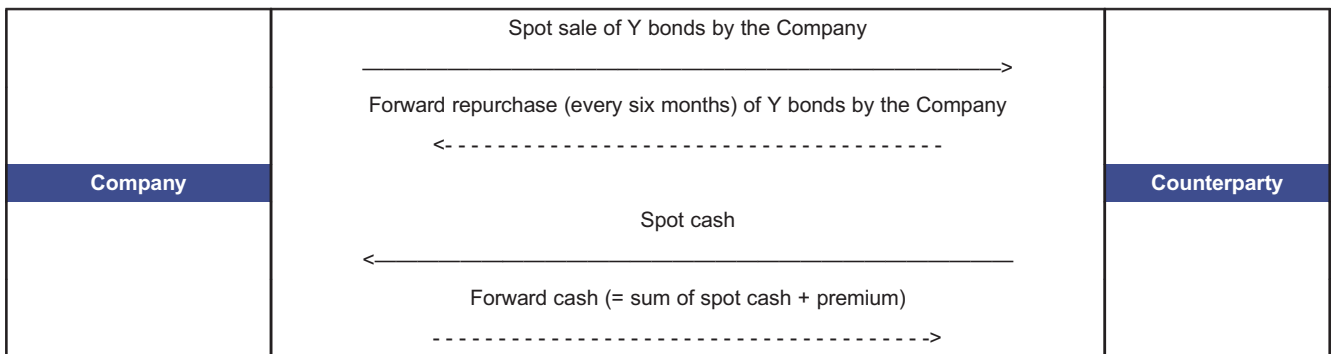 Spot sale of Y bonds by the Company
Forward repurchase (every six months) of Y bonds by the Company
Company
Counterparty
Spot cash
Forward cash (= sum of spot cash + premium)